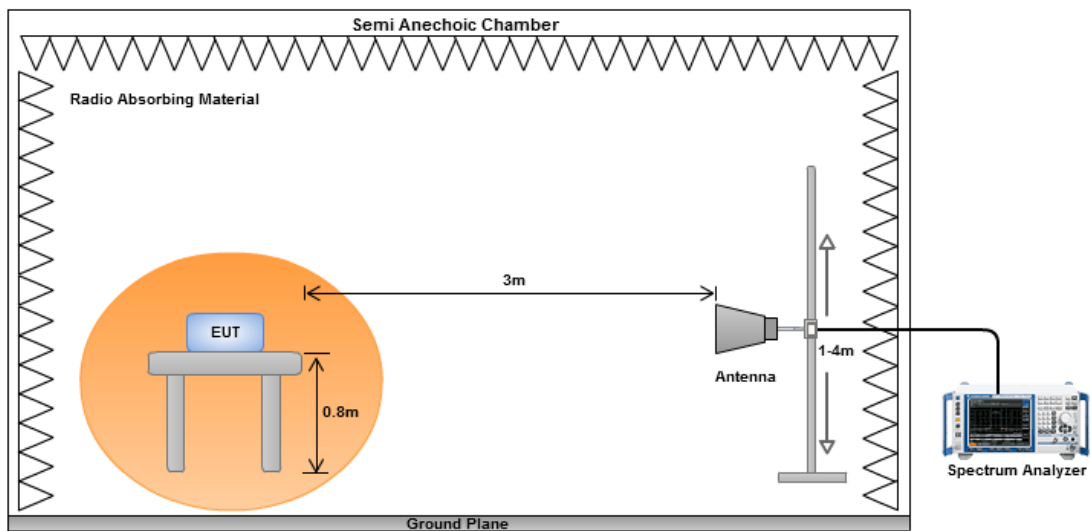 Semi Anechoic Chamber
Radio Absorbing Material
3m
EUT
1-4m
Antenna
0.8m
Spectrum Analyzer
Ground Plane